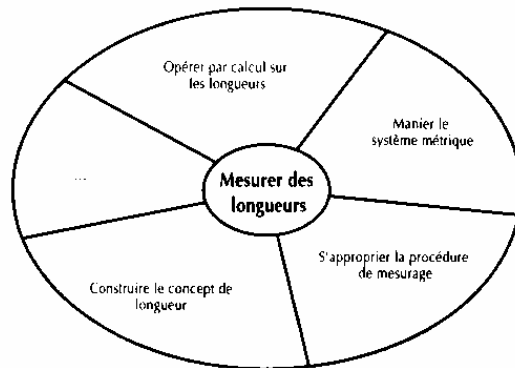 Opérer par calcul sur
les longueurs
Manier le
système métrique
...
Mesurer des
longueurs
S'approprier la procédure
de mesurage
Construire le concept de
longueur